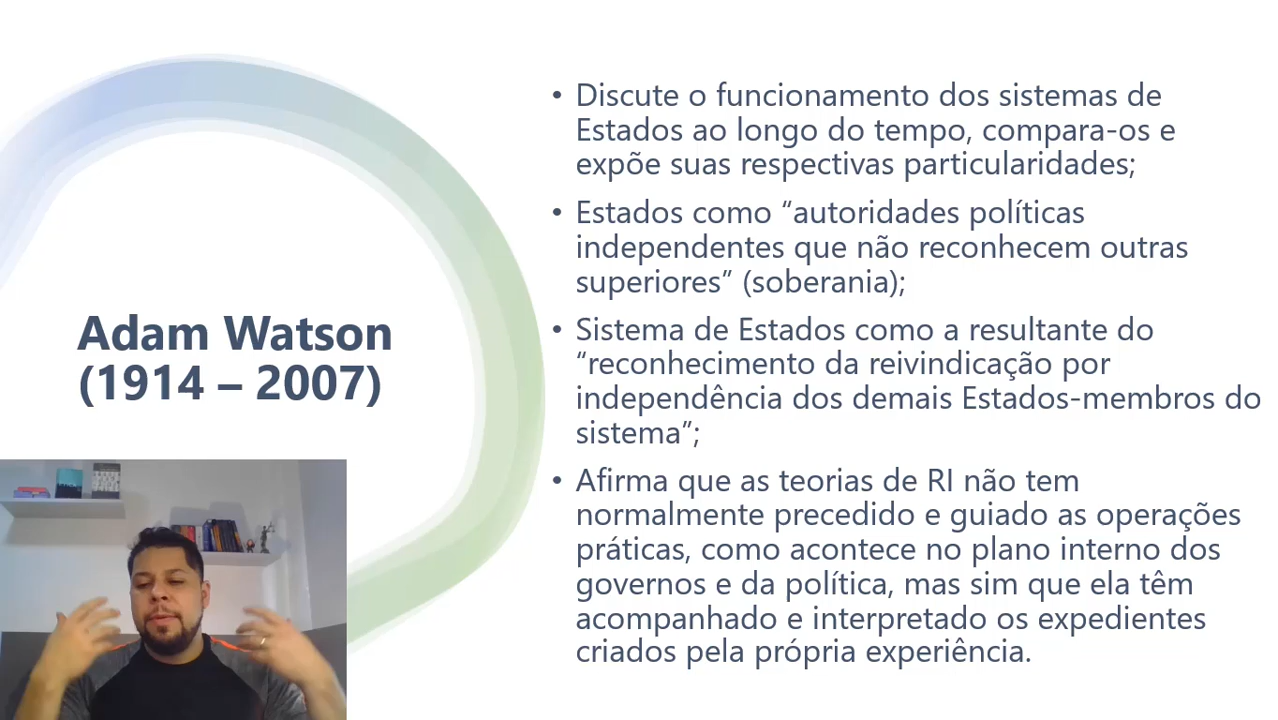 Adam Watson
(1914 – 2007)
• Discute o funcionamento dos sistemas de
Estados ao longo do tempo, compara-os e
expõe suas respectivas particularidades;
• Estados como “autoridades políticas
independentes que não reconhecem outras
superiores” (soberania);
• Sistema de Estados como a resultante do
“reconhecimento da reivindicação por
independência dos demais Estados-membros do
sistema”;
• Afirma que as teorias de RI não tem
normalmente precedido e guiado as operações
práticas, como acontece no plano interno dos
governos e da política, mas sim que ela têm
acompanhado e interpretado os expedientes
criados pela própria experiência.